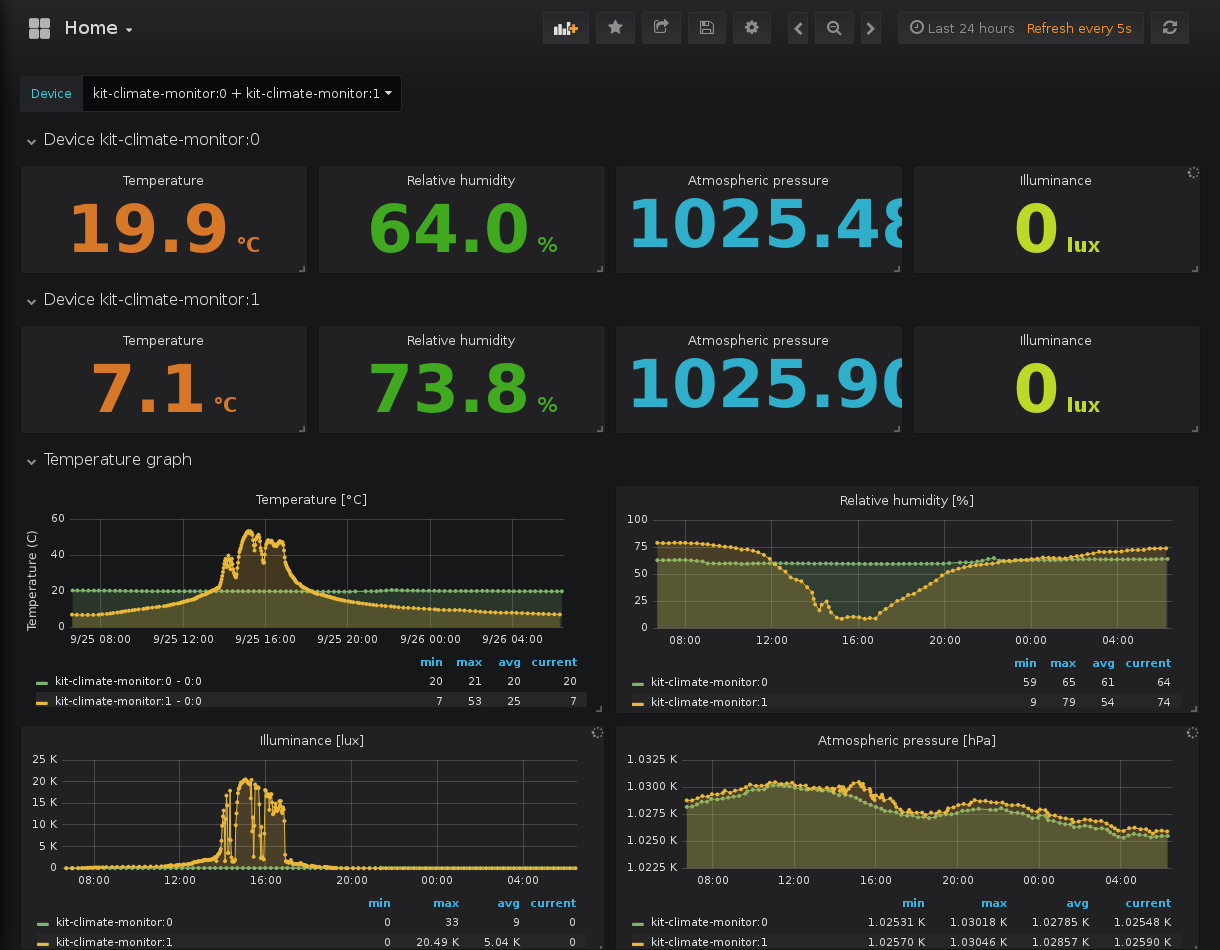 Home
Last 24 hours Refresh every 5s
Device kit-climate-monitor:0 + kit-climate-monitor:1
Device kit-climate-monitor:0
Temperature Relative humidity Atmospheric pressure Illuminance
19.9 °C 64.0 % 1025.48 0 lux
Device kit-climate-monitor:1
Temperature Relative humidity Atmospheric pressure Illuminance
7.1 °C 73.8 % 1025.90 0 lux
Temperature graph
Temperature [°C]
Temperature (C)
60
40
20
0
9/25 08:00 9/25 12:00 9/25 16:00 9/25 20:00 9/26 00:00 9/26 04:00
min max avg current
kit-climate-monitor:0 - 0:0 20 21 20 20
kit-climate-monitor:1 - 0:0 7 53 25 7
Relative humidity [%]
100
75
50
25
0
08:00 12:00 16:00 20:00 00:00 04:00
min max avg current
kit-climate-monitor:0 59 65 61 64
kit-climate-monitor:1 9 79 54 74
Illuminance [lux]
25 K
20 K
15 K
10 K
5 K
0
08:00 12:00 16:00 20:00 00:00 04:00
min max avg current
kit-climate-monitor:0 0 33 9 0
kit-climate-monitor:1 0 20.49 K 5.04 K 0
Atmospheric pressure [hPa]
1.0325 K
1.0300 K
1.0275 K
1.0250 K
1.0225 K
08:00 12:00 16:00 20:00 00:00 04:00
min max avg current
kit-climate-monitor:0 1.02531 K 1.03018 K 1.02785 K 1.02548 K
kit-climate-monitor:1 1.02570 K 1.03046 K 1.02857 K 1.02590 K